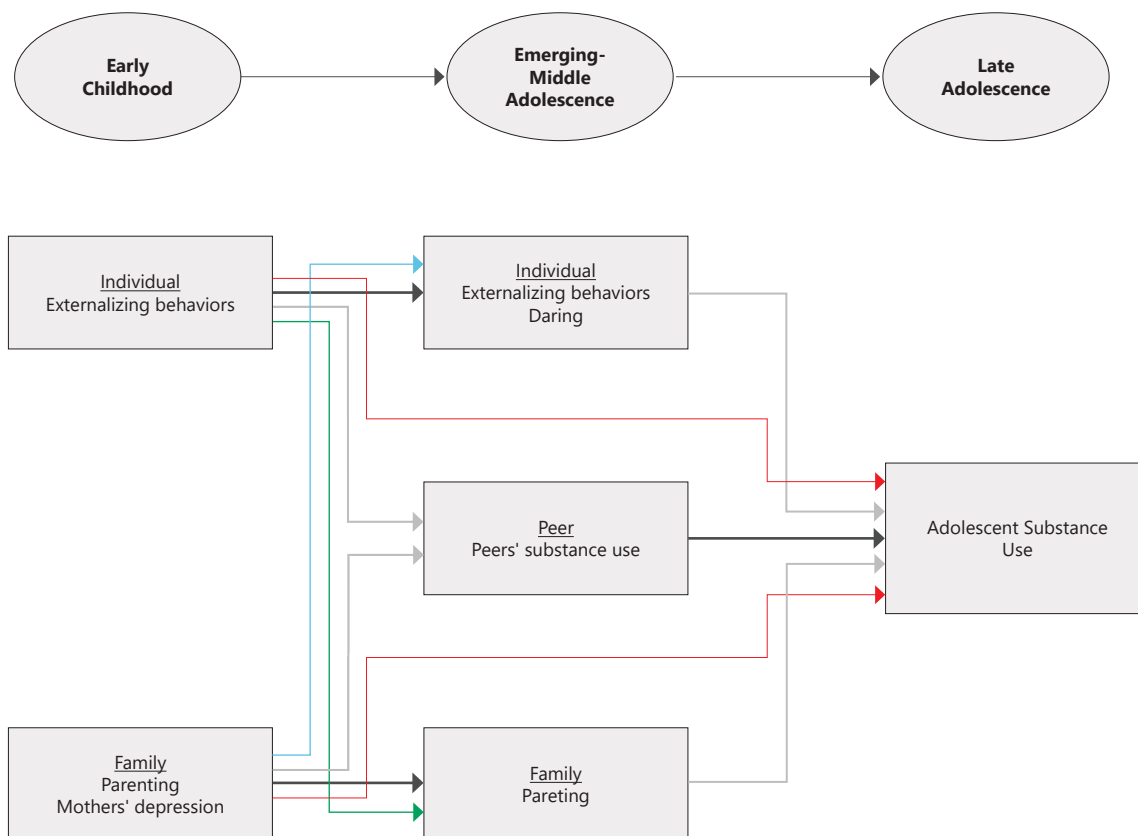 Early
Childhood
Emerging-
Middle
Adolescence
Late
Adolescence
Individual
Externalizing behaviors
Individual
Externalizing behaviors
Daring
Peer
Peers' substance use
Adolescent Substance
Use
Family
Parenting
Mothers' depression
Family
Pareting